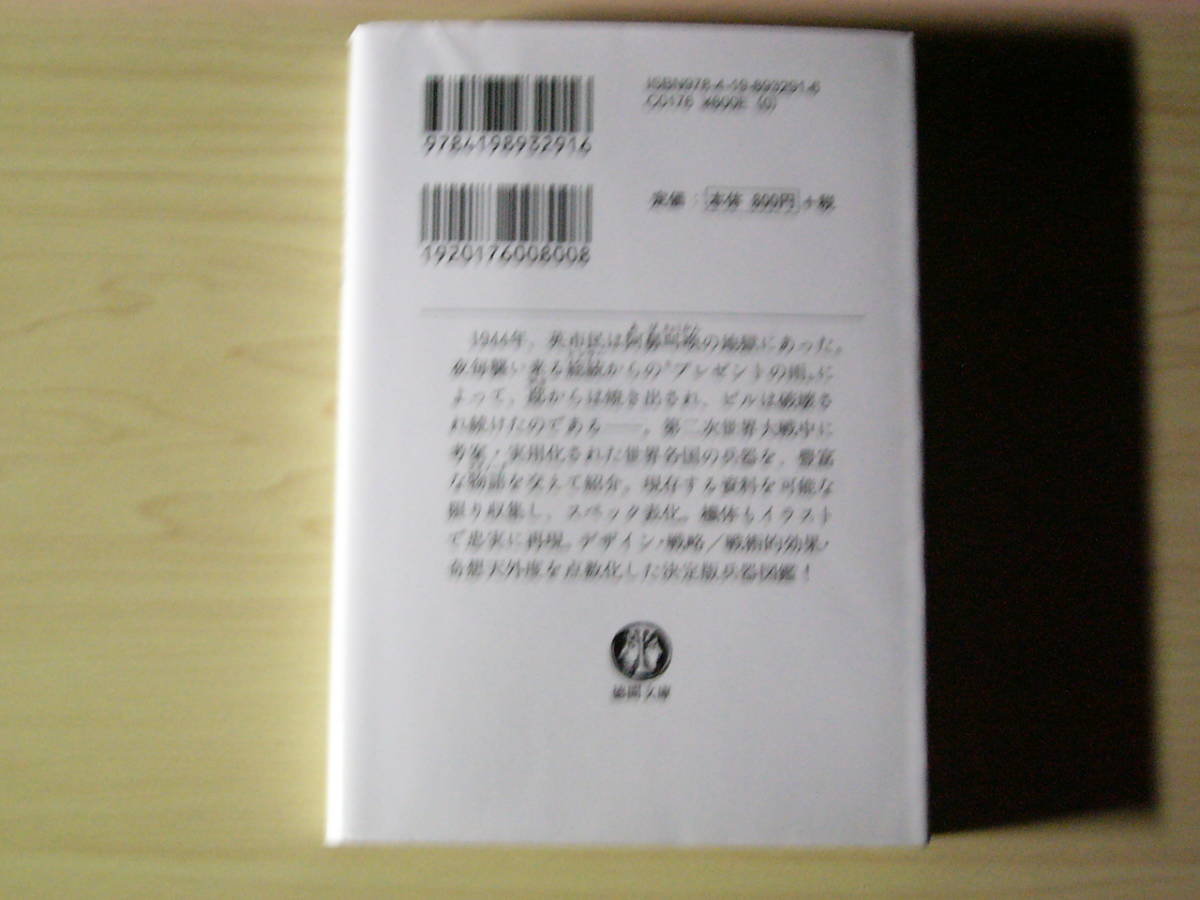 9784198932916
ISBN978-4-19-893291-6
C0176 ¥800E (0)
1920176008008
定価：本体 800円＋税
1944年、英市民は阿鼻叫喚の地獄にあった。
夜毎襲い来る からの"プレゼントの雨〟に
よって、 からは焼き出され、ビルは破壊さ
れ続けたのである――。第二次世界大戦中に
考案・実用化された世界各国の兵器を、豊富
な物語を交えて紹介。現存する資料を可能な
限り収集し、スペック表化。機体もイラスト
で忠実に再現。デザイン・戦略／戦術的効果・
奇想天外度を点数化した決定版兵器図鑑！
徳間文庫